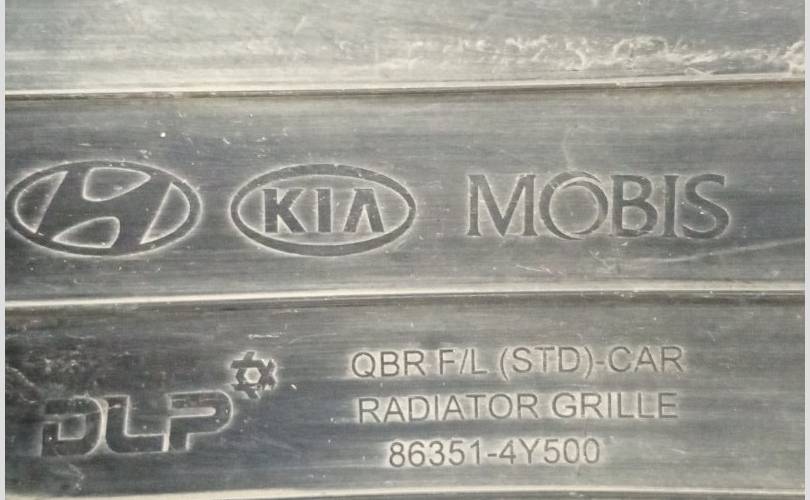 KIA MOBIS
DLP
QBR F/L (STD)-CAR
RADIATOR GRILLE
86351-4Y500